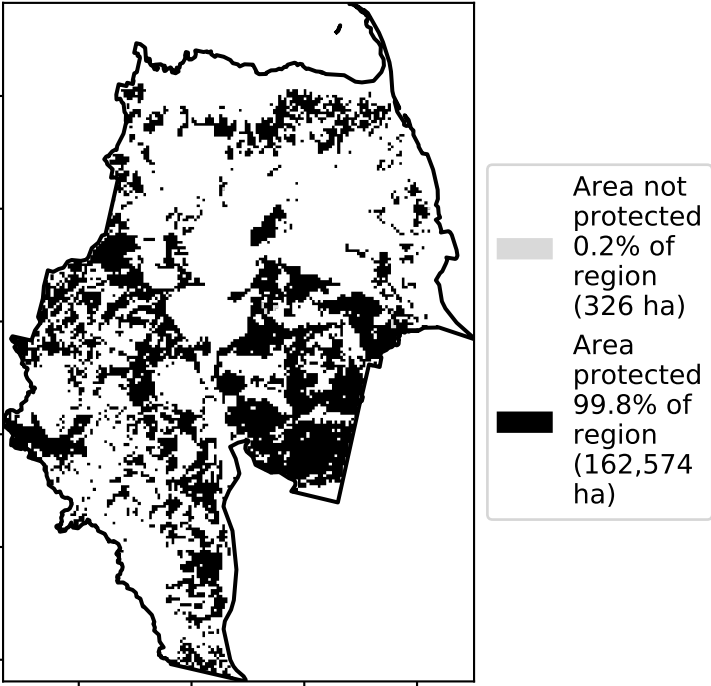 Area not
protected
0.2% of
region
(326 ha)
Area
protected
99.8% of
region
(162,574
ha)